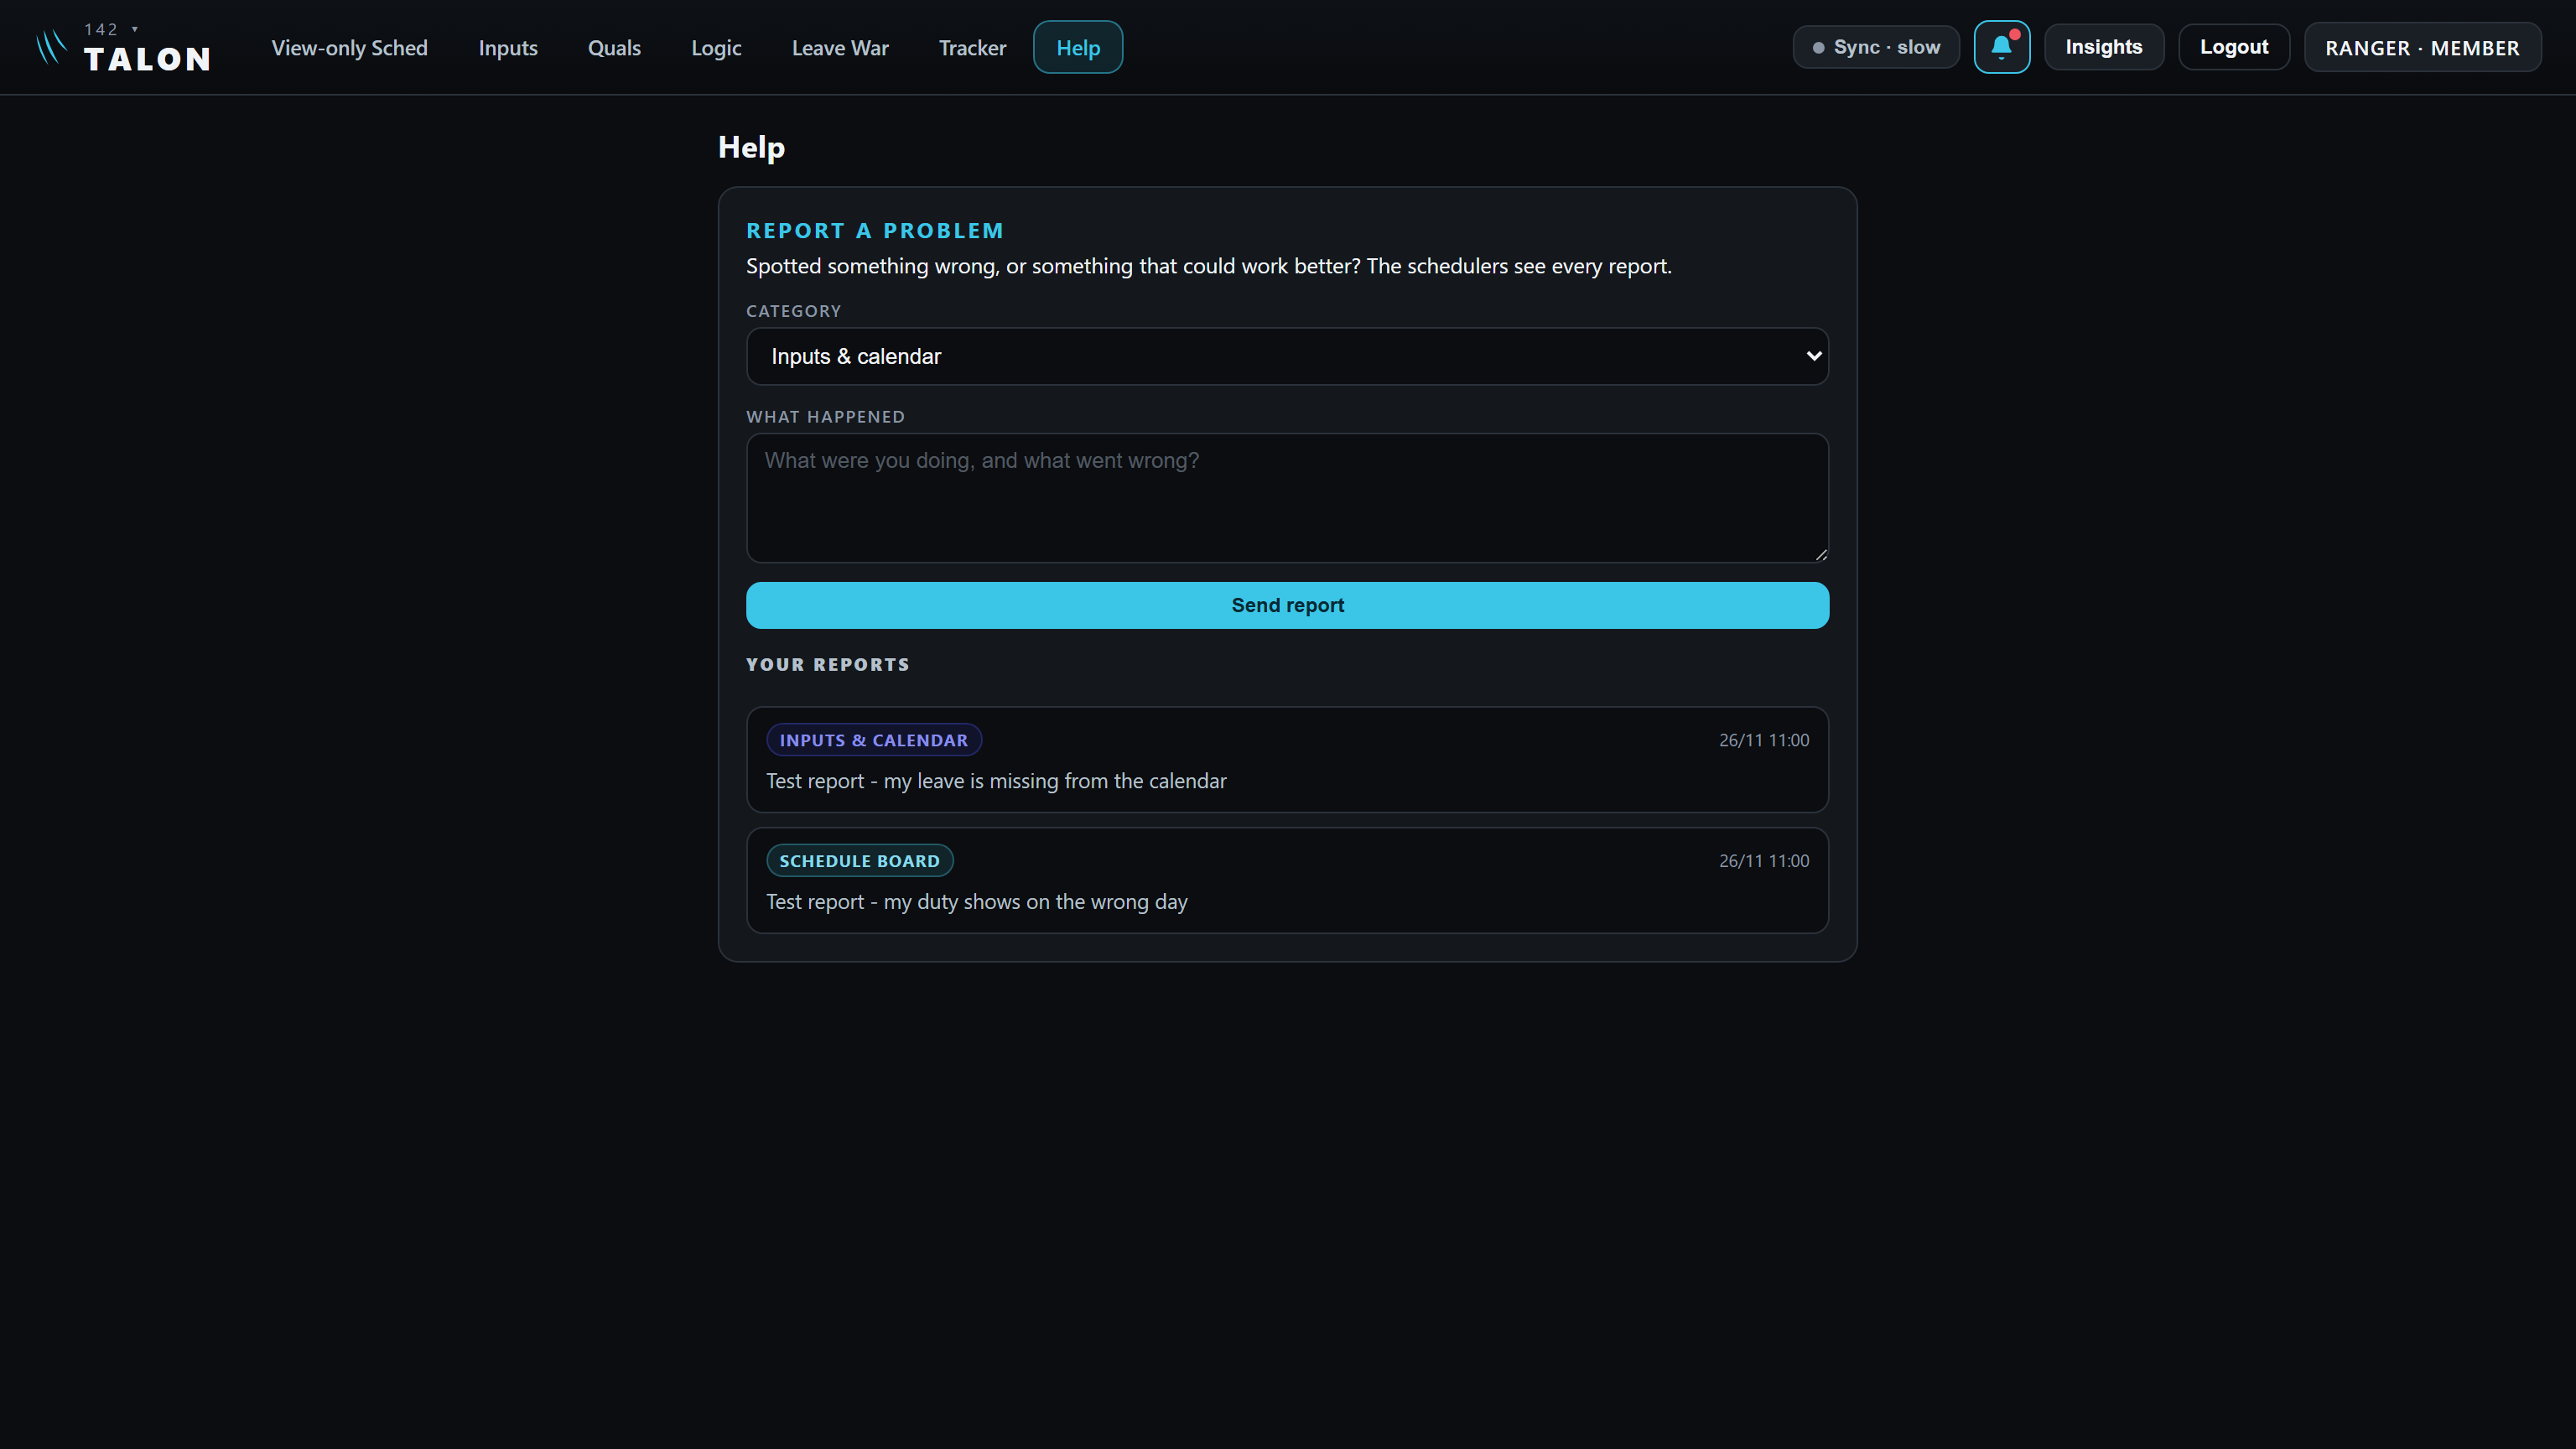 142 ▾
TALON
View-only Sched
Inputs
Quals
Logic
Leave War
Tracker
Help
Sync · slow
Insights
Logout
RANGER · MEMBER
Help
REPORT A PROBLEM
Spotted something wrong, or something that could work better? The schedulers see every report.
CATEGORY
Inputs & calendar
WHAT HAPPENED
What were you doing, and what went wrong?
Send report
YOUR REPORTS
INPUTS & CALENDAR
26/11 11:00
Test report - my leave is missing from the calendar
SCHEDULE BOARD
26/11 11:00
Test report - my duty shows on the wrong day